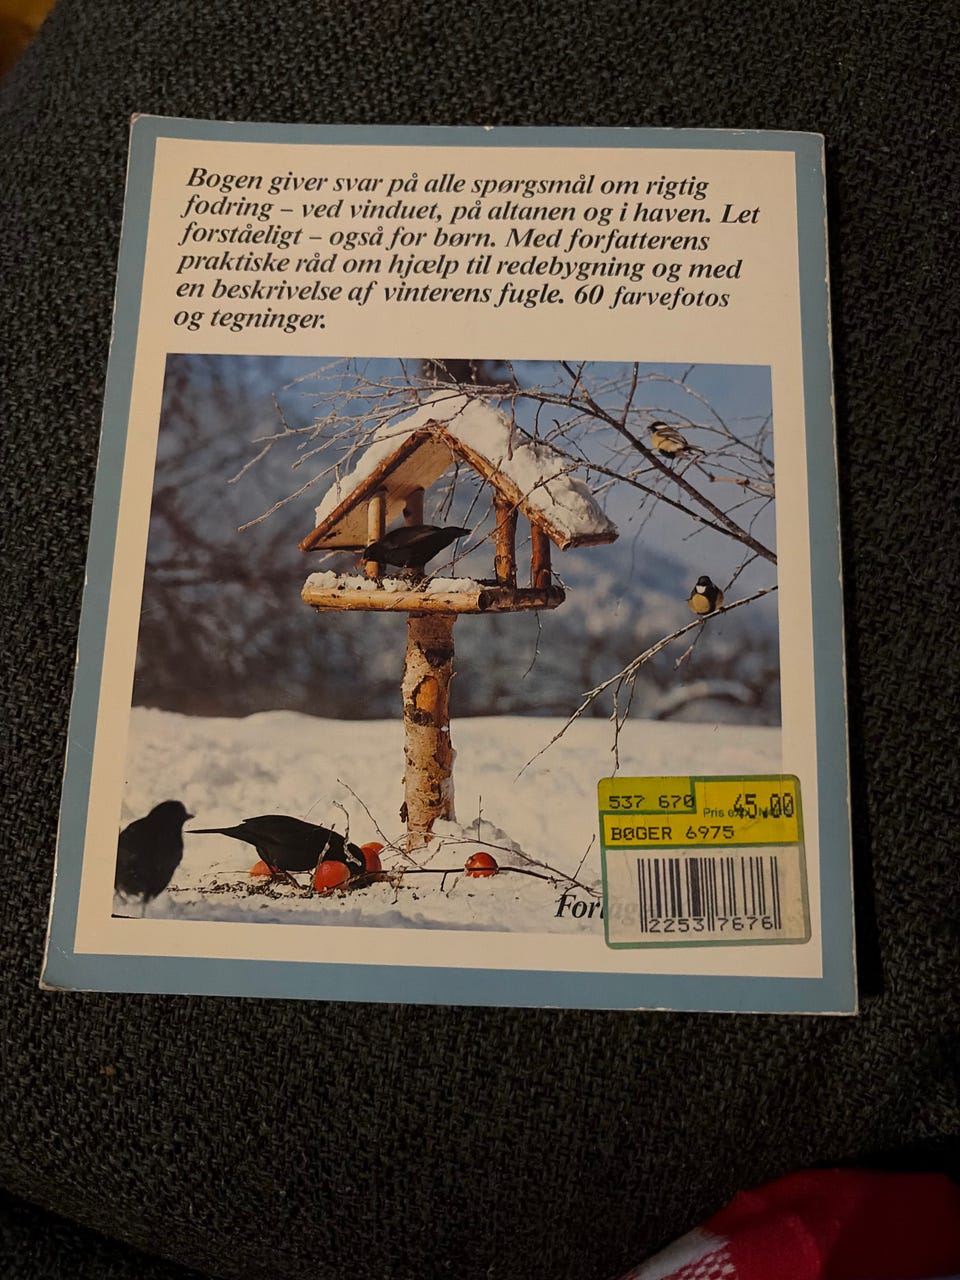 Bogen giver svar på alle spørgsmål om rigtig
fodring – ved vinduet, på altanen og i haven. Let
forståeligt – også for børn. Med forfatterens
praktiske råd om hjælp til redebygning og med
en beskrivelse af vinterens fugle. 60 farvefotos
og tegninger.
537 670 Pris 45.00
BØGER 6975
22537676